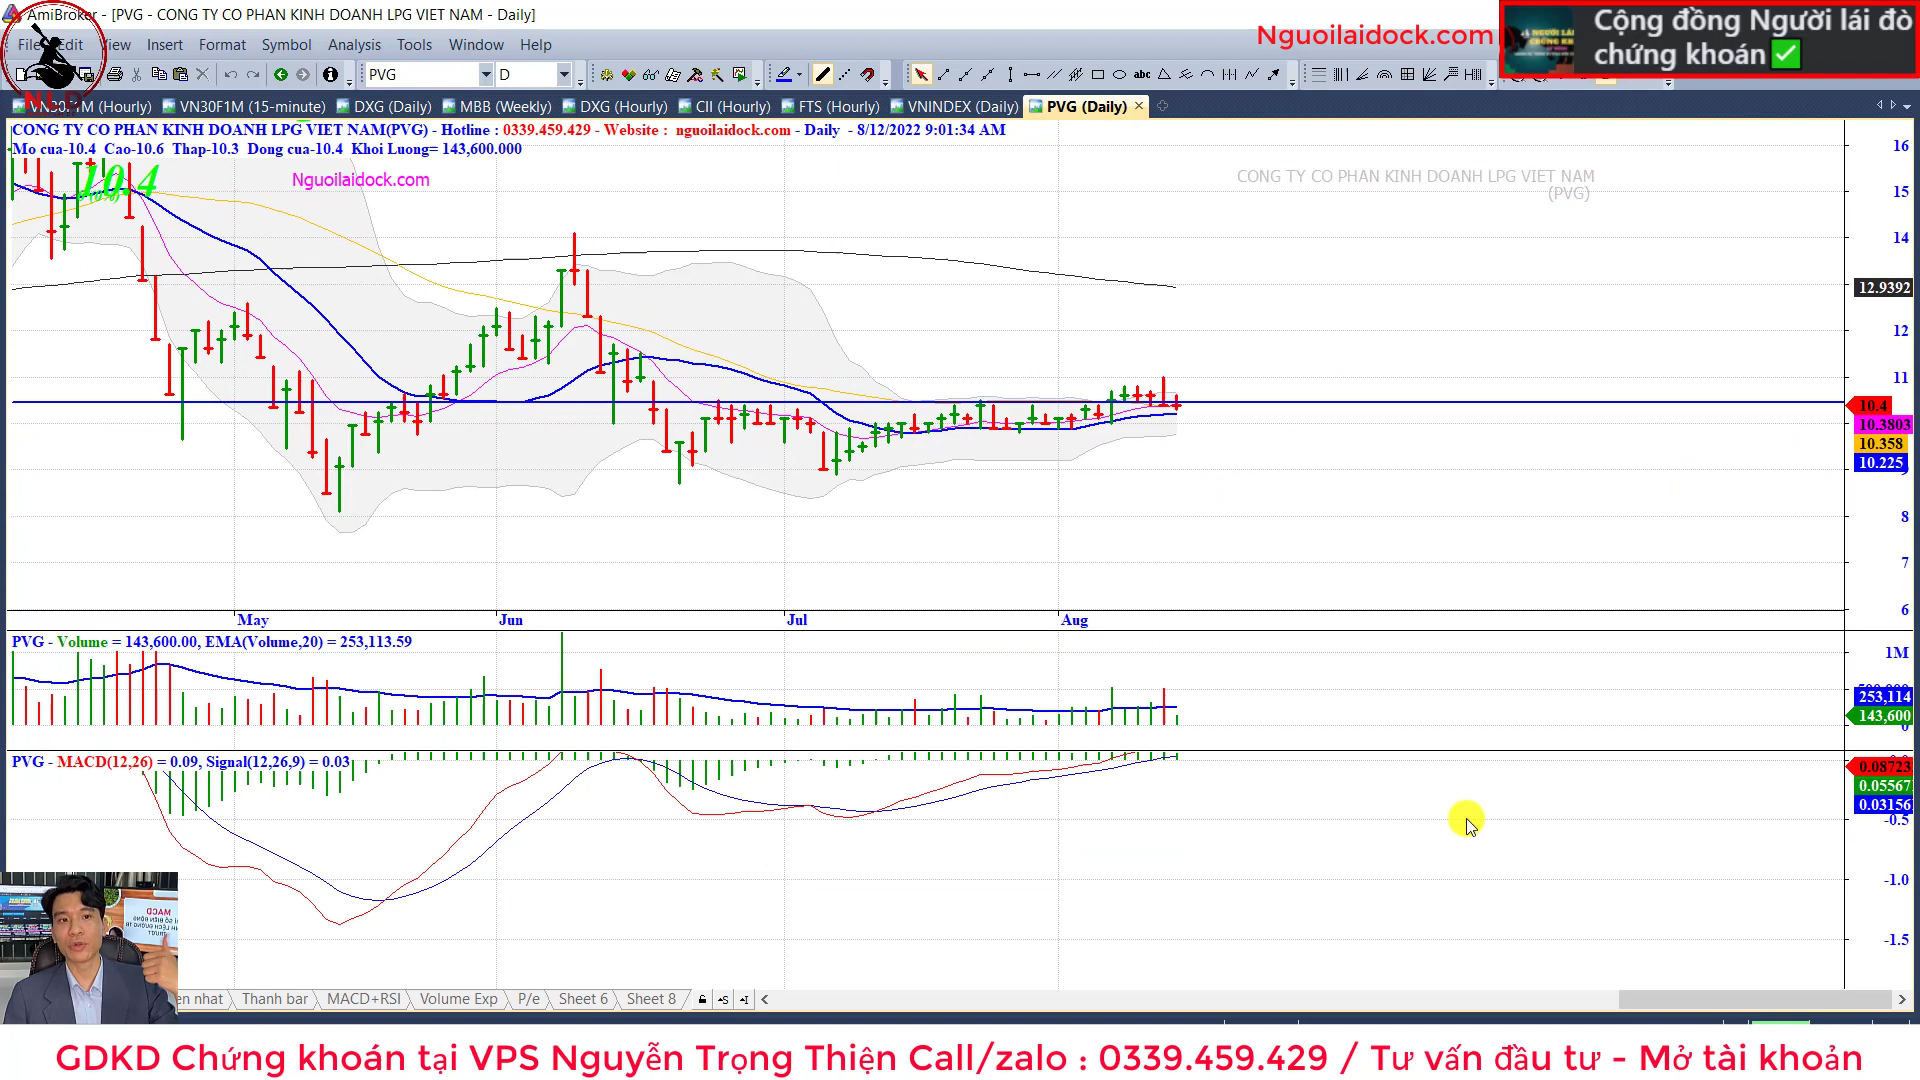 AmiBroker - [PVG - CONG TY CO PHAN KINH DOANH LPG VIET NAM - Daily]
File Edit View Insert Format Symbol Analysis Tools Window Help
Nguoilaidock.com
Cộng đồng Người lái đò
chứng khoán
PVG D
VN30F1M (Hourly) VN30F1M (15-minute) DXG (Daily) MBB (Weekly) DXG (Hourly) CII (Hourly) FTS (Hourly) VNINDEX (Daily) PVG (Daily)
CONG TY CO PHAN KINH DOANH LPG VIET NAM(PVG) - Hotline : 0339.459.429 - Website : nguoilaidock.com - Daily - 8/12/2022 9:01:34 AM
Mo cua-10.4 Cao-10.6 Thap-10.3 Dong cua-10.4 Khoi Luong= 143,600.000
10.4
Nguoilaidock.com
CONG TY CO PHAN KINH DOANH LPG VIET NAM
(PVG)
16
15
14
12.9392
12
11
10.4
10.3803
10.358
10.225
8
7
6
May Jun Jul Aug
PVG - Volume = 143,600.00, EMA(Volume,20) = 253,113.59
1M
253,114
143,600
0
PVG - MACD(12,26) = 0.09, Signal(12,26,9) = 0.03
0.08723
0.05567
0.03156
-0.5
-1.0
-1.5
MACD
en nhat Thanh bar MACD+RSI Volume Exp P/e Sheet 6 Sheet 8
GDKD Chứng khoán tại VPS Nguyễn Trọng Thiện Call/zalo : 0339.459.429 / Tư vấn đầu tư - Mở tài khoản